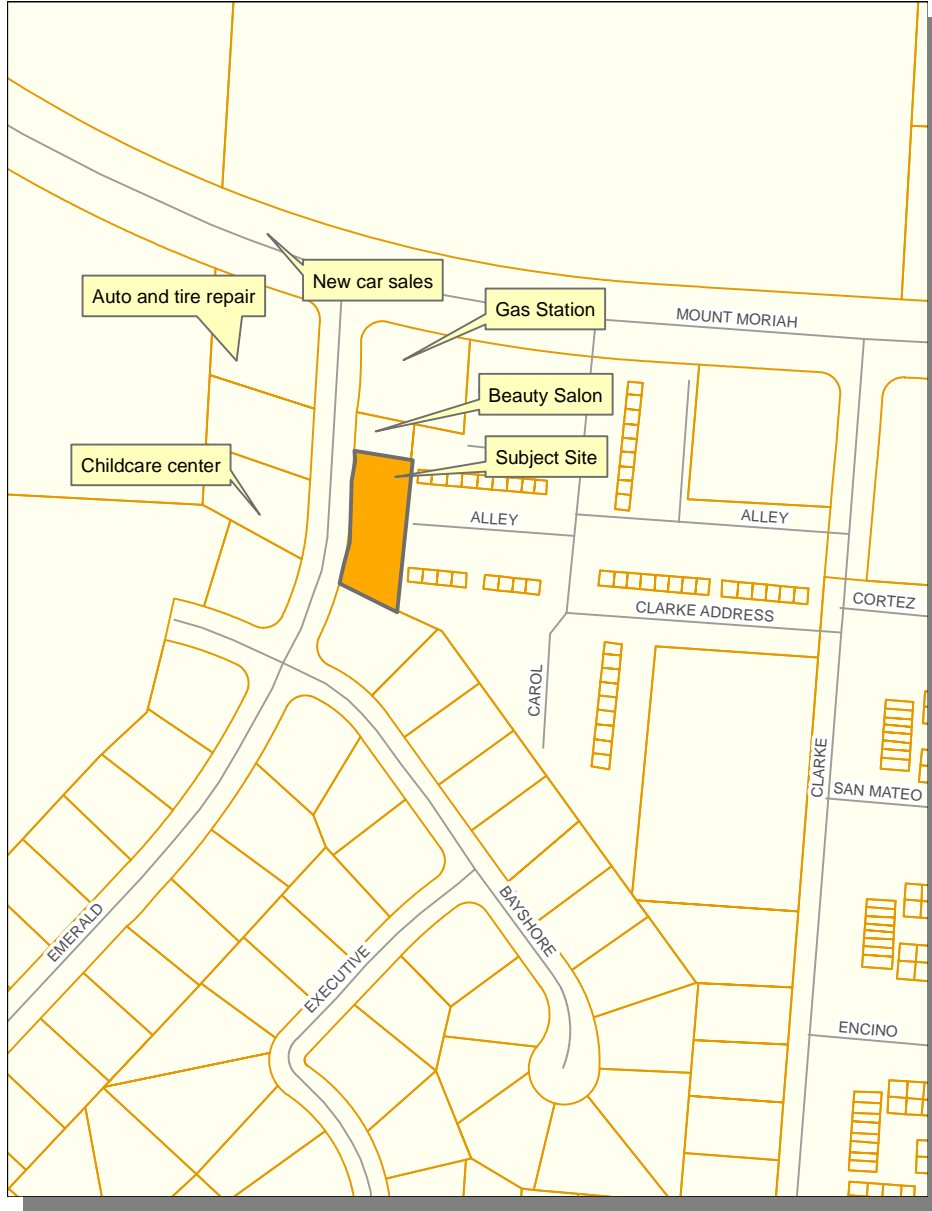 New car sales
Auto and tire repair
Gas Station
MOUNT MORIAH
Beauty Salon
Subject Site
Childcare center
ALLEY
ALLEY
CORTEZ
CLARKE ADDRESS
CAROL
CLARKE
SAN MATEO
BAYSHORE
EMERALD
EXECUTIVE
ENCINO